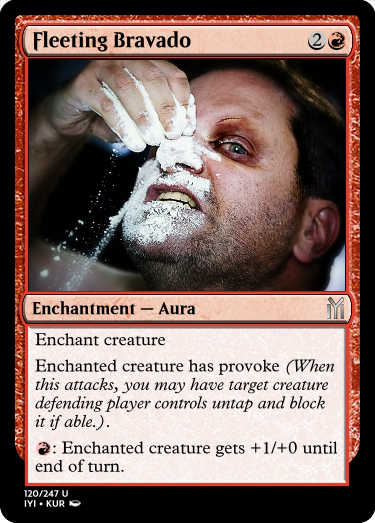 Fleeting Bravado 2
Enchantment — Aura
Enchant creature
Enchanted creature has provoke (When
this attacks, you may have target creature
defending player controls untap and block
it if able.).
: Enchanted creature gets +1/+0 until
end of turn.
120/247 U
IYI • KUR